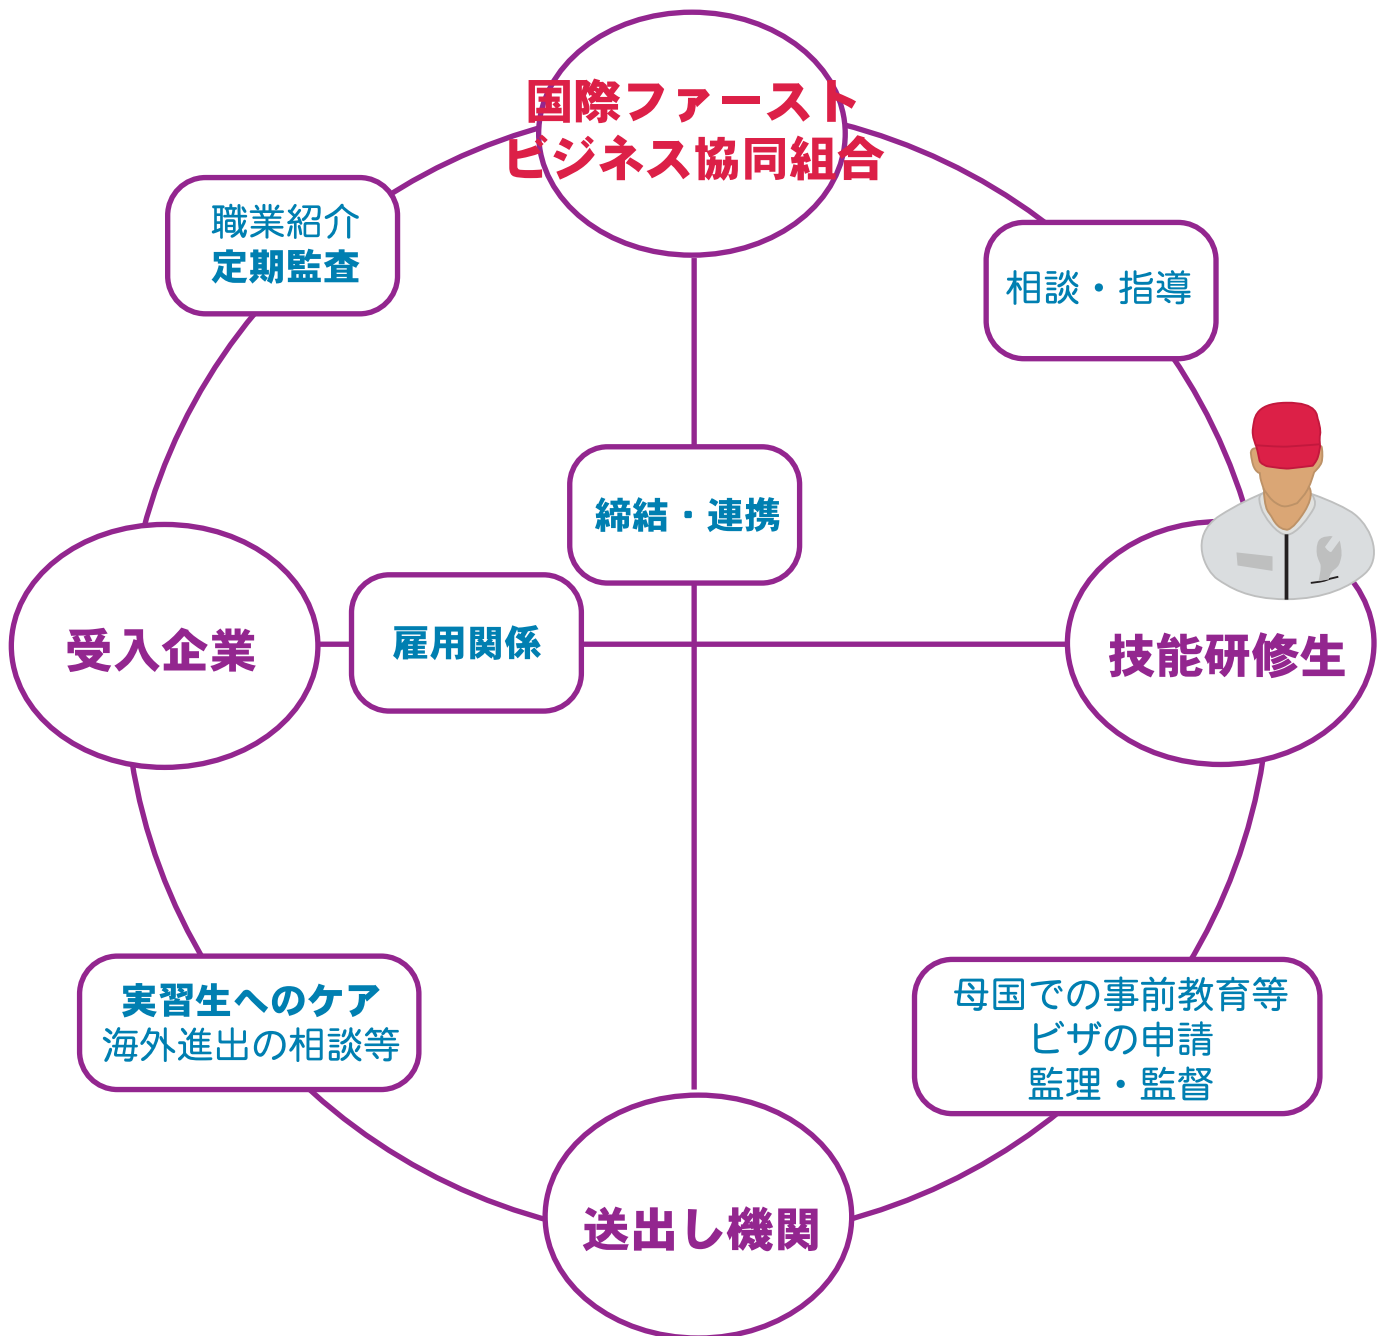 国際ファースト
ビジネス協同組合
職業紹介
定期監査
相談・指導
締結・連携
雇用関係
受入企業
技能研修生
実習生へのケア
海外進出の相談等
母国での事前教育等
ビザの申請
監理・監督
送出し機関